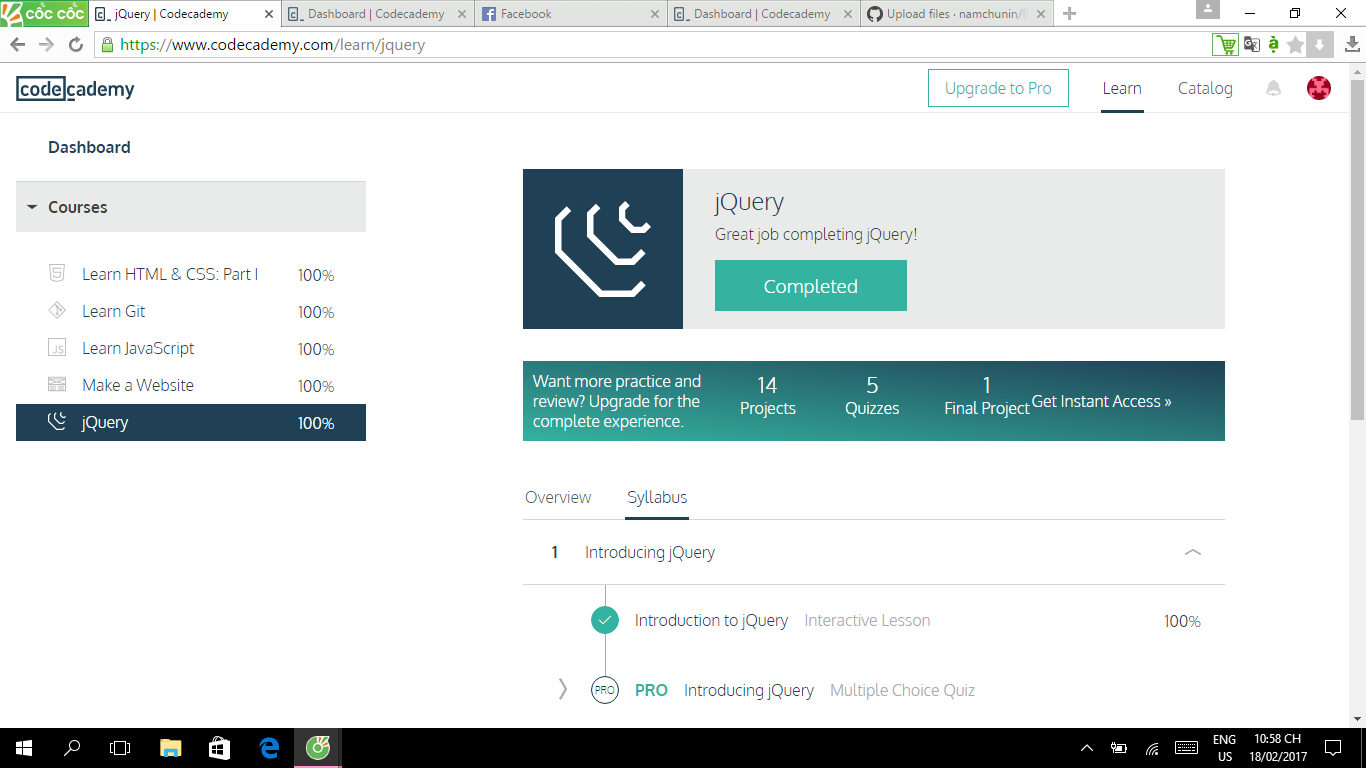 cốc cốc
jQuery | Codecademy
Dashboard | Codecademy
Facebook
Dashboard | Codecademy
Upload files · namchunin/
https://www.codecademy.com/learn/jquery
codecademy
Upgrade to Pro
Learn
Catalog
Dashboard
Courses
Learn HTML & CSS: Part I 100%
Learn Git 100%
Learn JavaScript 100%
Make a Website 100%
jQuery 100%
jQuery
Great job completing jQuery!
Completed
Want more practice and
review? Upgrade for the
complete experience.
14
Projects
5
Quizzes
1
Final Project
Get Instant Access »
Overview
Syllabus
1 Introducing jQuery
Introduction to jQuery Interactive Lesson 100%
PRO PRO Introducing jQuery Multiple Choice Quiz
ENG
US
10:58 CH
18/02/2017